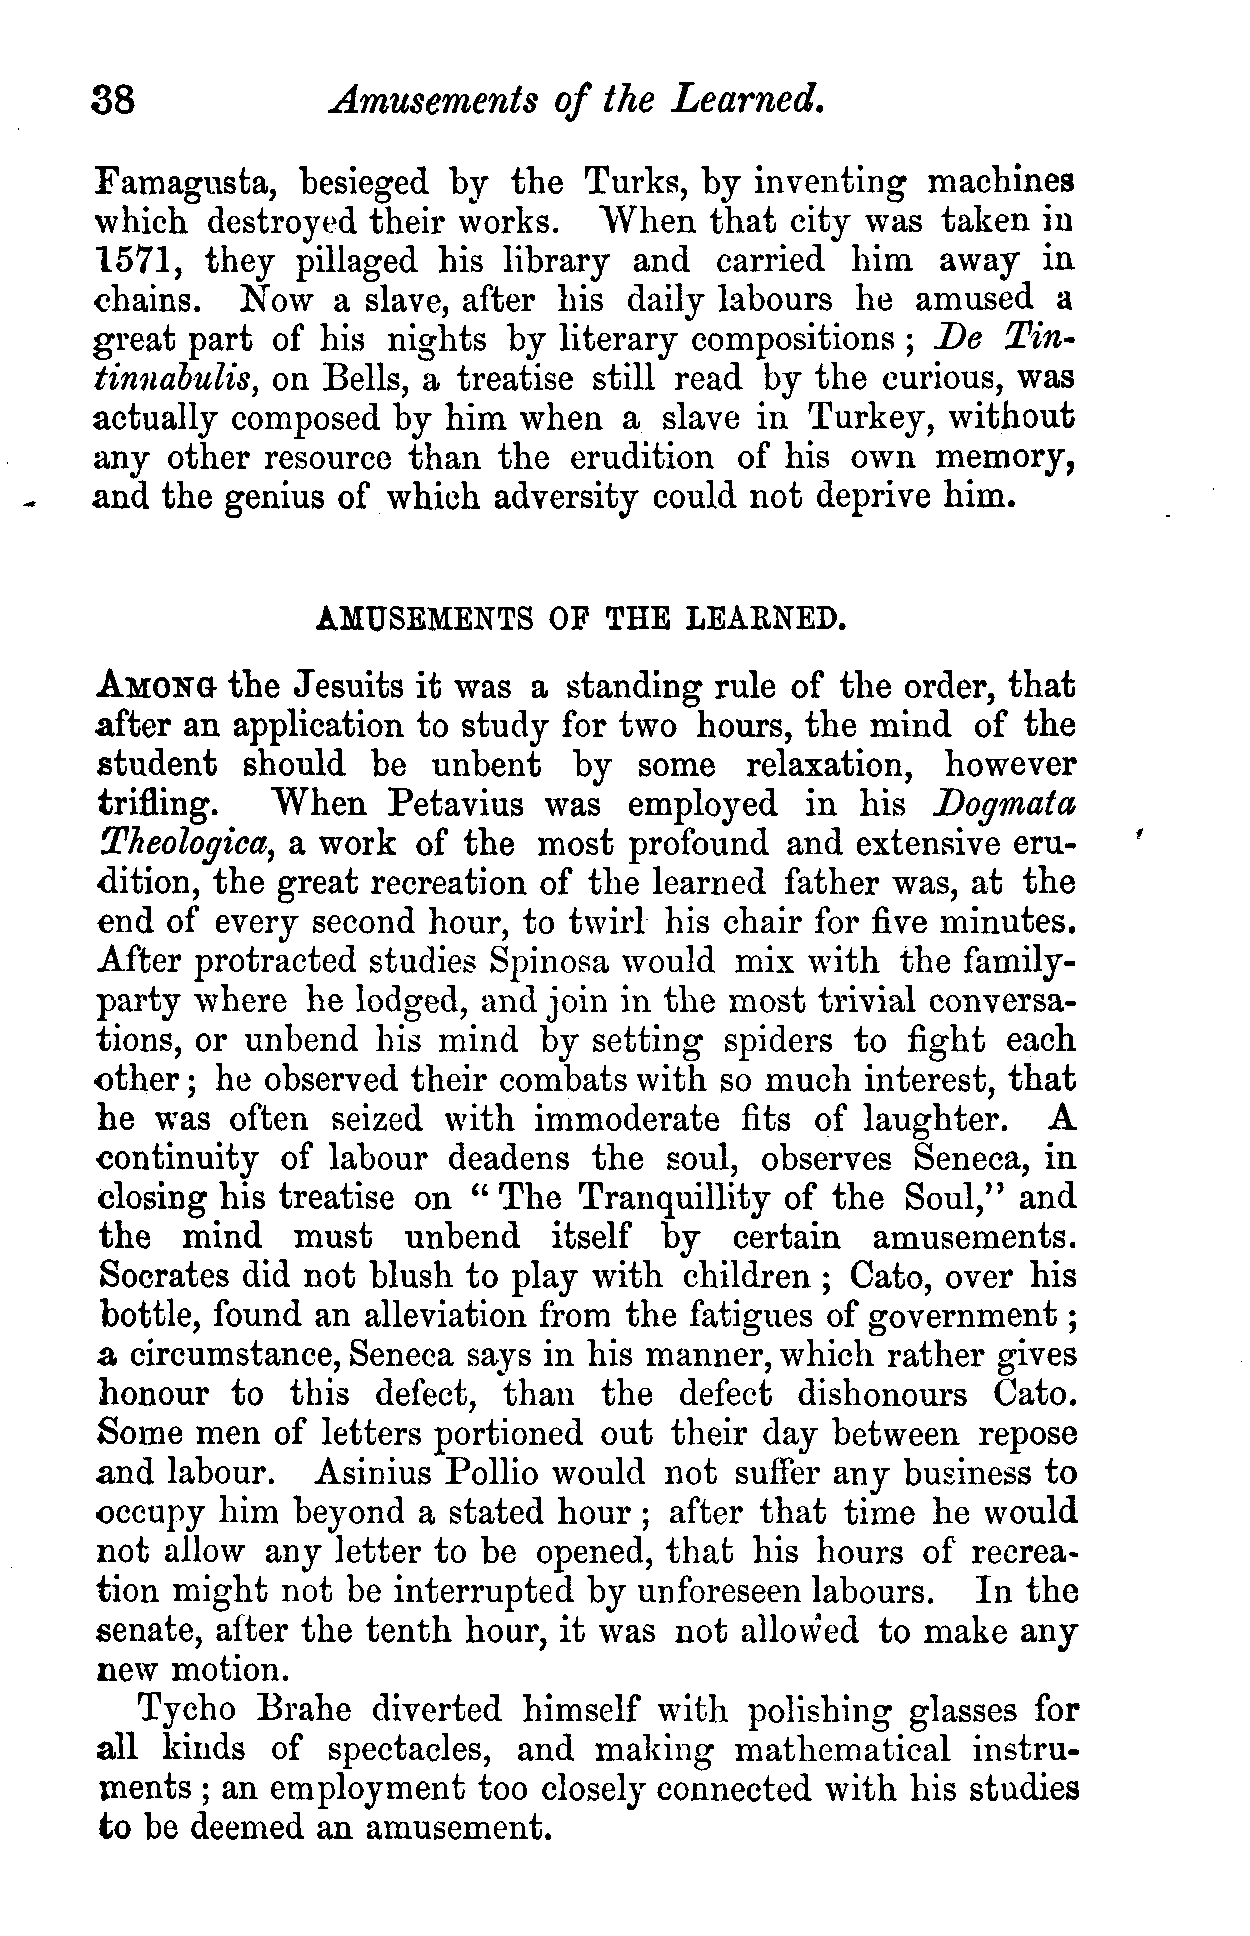 38 Amusements of the Learned.
Famagusta, besieged by the Turks, by inventing machines
which destroyed their works. When that city was taken in
1571, they pillaged his library and carried him away in
chains. Now a slave, after his daily labours he amused a
great part of his nights by literary compositions ; De Tin-
tinnabulis, on Bells, a treatise still read by the curious, was
actually composed by him when a slave in Turkey, without
any other resource than the erudition of his own memory,
and the genius of which adversity could not deprive him.
AMUSEMENTS OF THE LEARNED.
AMONG the Jesuits it was a standing rule of the order, that
after an application to study for two hours, the mind of the
student should be unbent by some relaxation, however
trifling. When Petavius was employed in his Dogmata
Theologica, a work of the most profound and extensive eru-
dition, the great recreation of the learned father was, at the
end of every second hour, to twirl his chair for five minutes.
After protracted studies Spinosa would mix with the family-
party where he lodged, and join in the most trivial conversa-
tions, or unbend his mind by setting spiders to fight each
other ; he observed their combats with so much interest, that
he was often seized with immoderate fits of laughter. A
continuity of labour deadens the soul, observes Seneca, in
closing his treatise on “ The Tranquillity of the Soul,” and
the mind must unbend itself by certain amusements.
Socrates did not blush to play with children ; Cato, over his
bottle, found an alleviation from the fatigues of government ;
a circumstance, Seneca says in his manner, which rather gives
honour to this defect, than the defect dishonours Cato.
Some men of letters portioned out their day between repose
and labour. Asinius Pollio would not suffer any business to
occupy him beyond a stated hour ; after that time he would
not allow any letter to be opened, that his hours of recrea-
tion might not be interrupted by unforeseen labours. In the
senate, after the tenth hour, it was not allowed to make any
new motion.
Tycho Brahe diverted himself with polishing glasses for
all kinds of spectacles, and making mathematical instru-
ments ; an employment too closely connected with his studies
to be deemed an amusement.